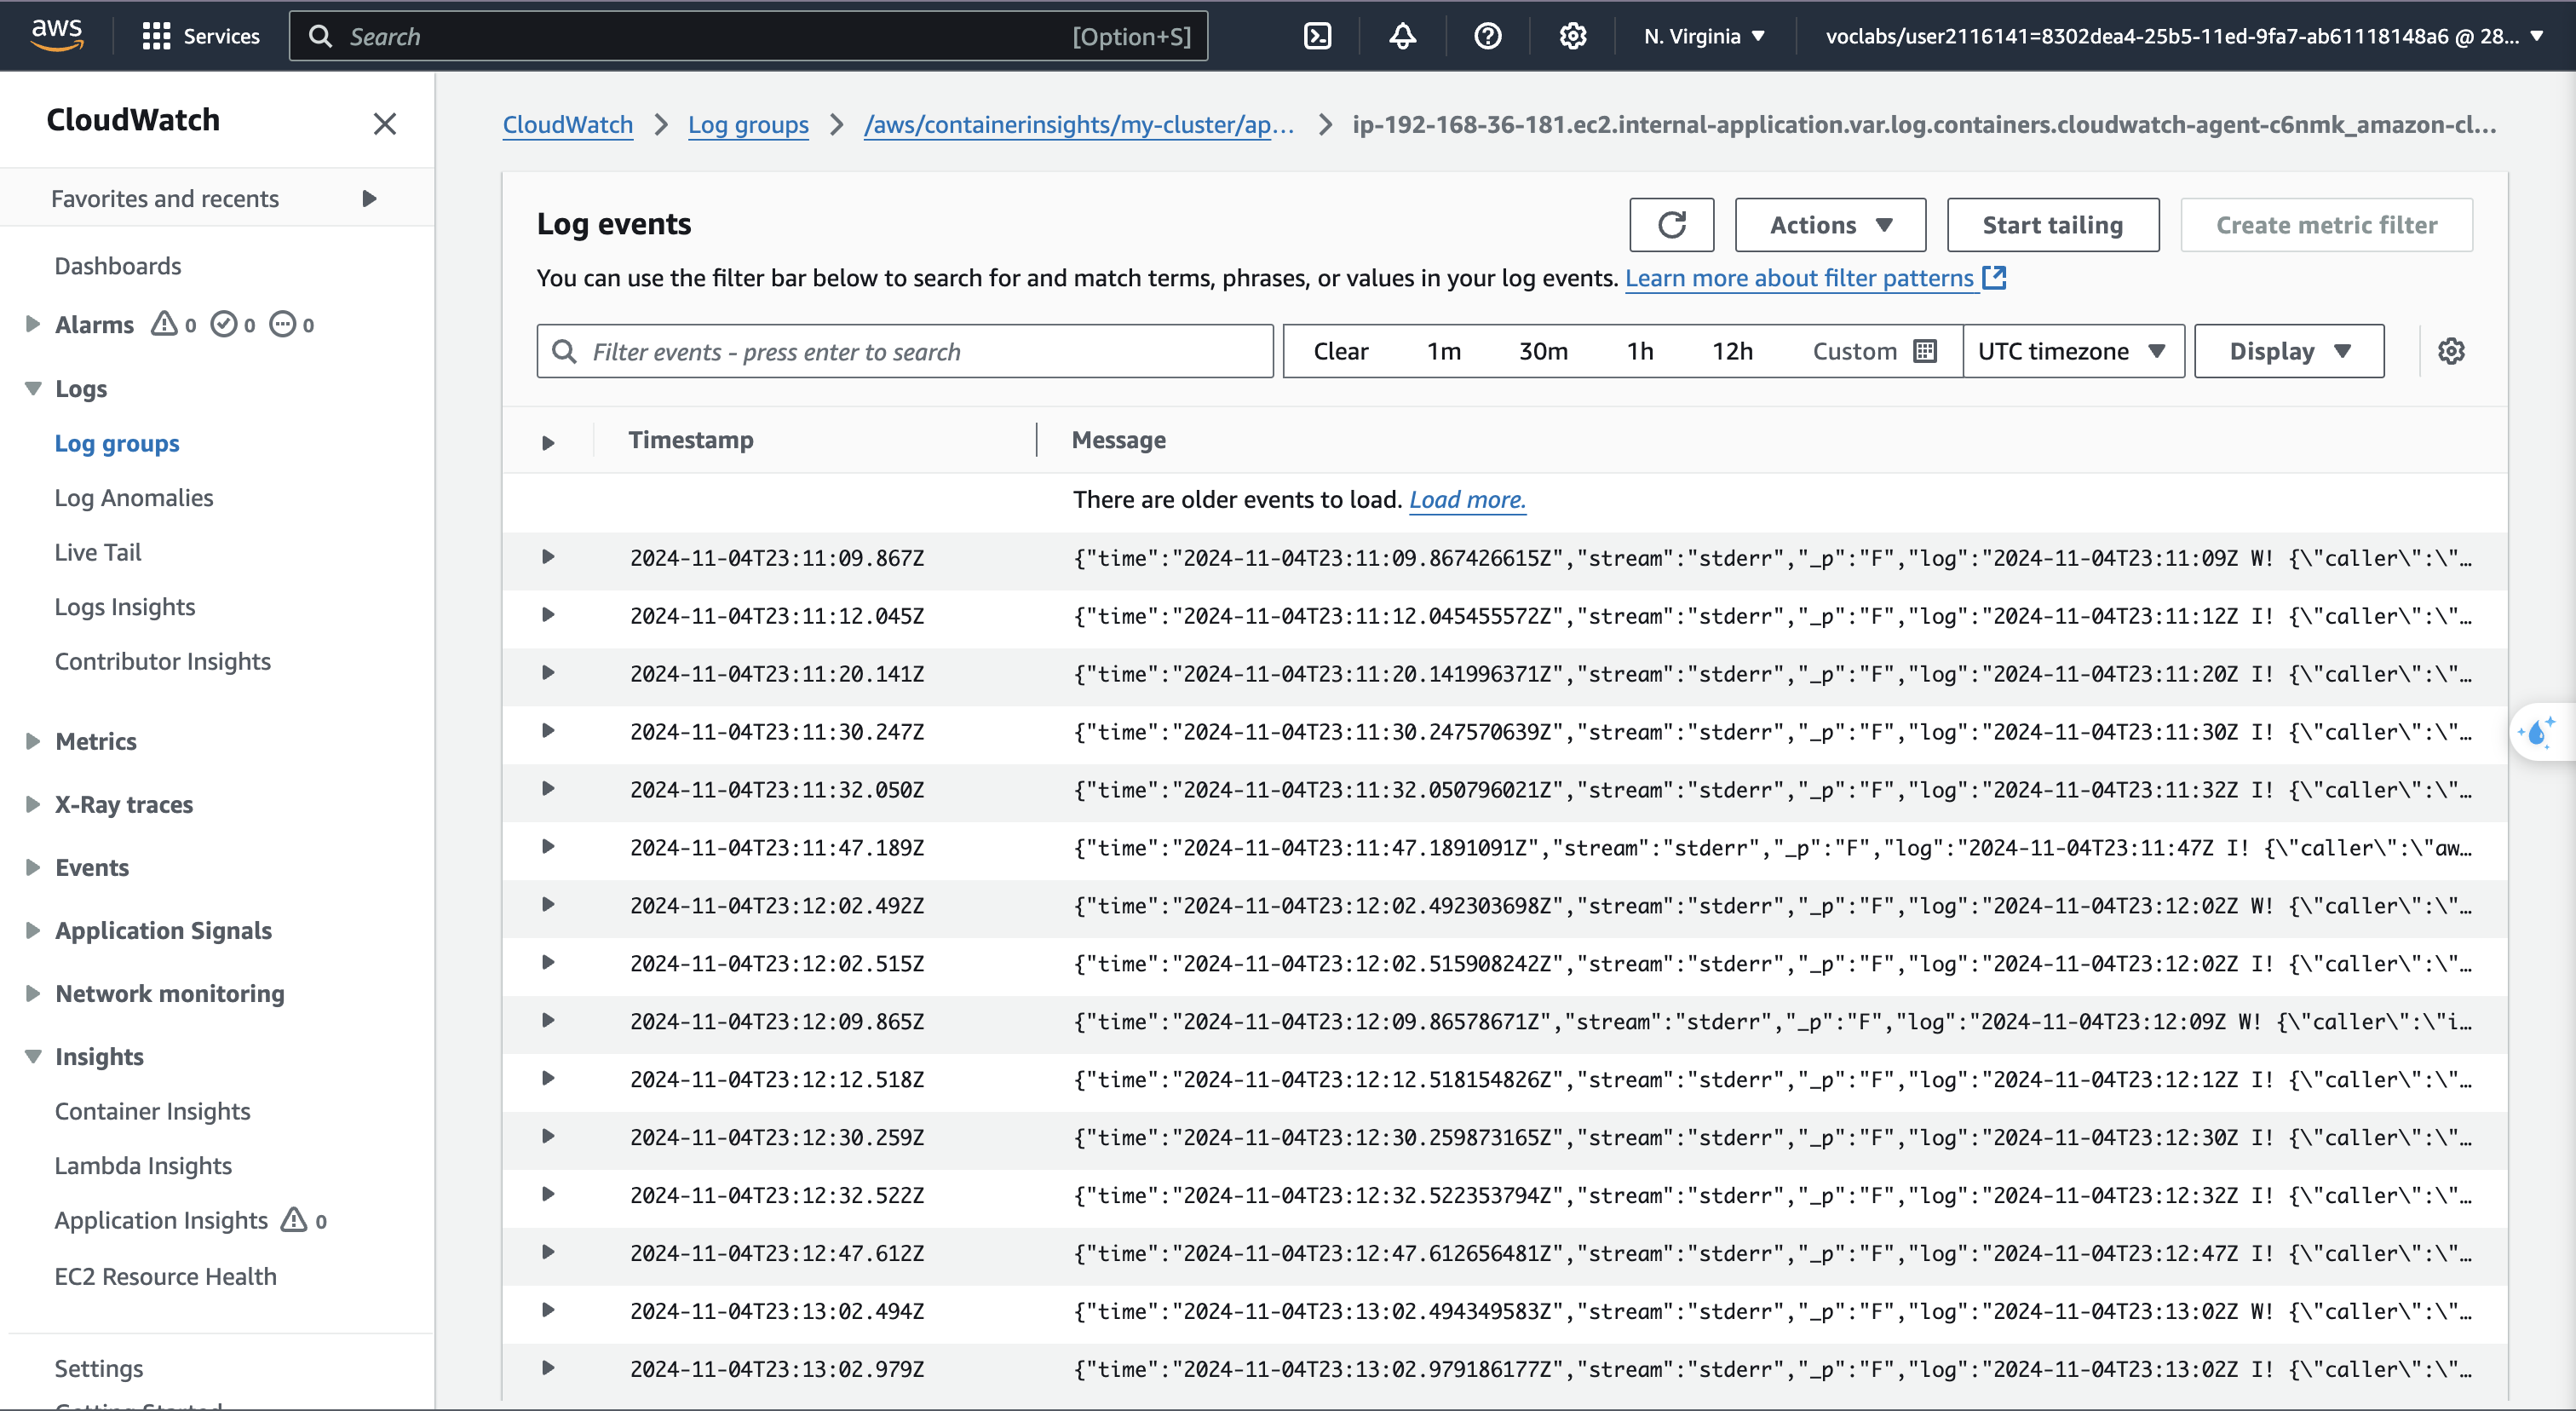 aws Services Search [Option+S] N. Virginia voclabs/user2116141=8302dea4-25b5-11ed-9fa7-ab61118148a6 @ 28...
CloudWatch
Favorites and recents
Dashboards
Alarms 0 0 0
Logs
Log groups
Log Anomalies
Live Tail
Logs Insights
Contributor Insights
Metrics
X-Ray traces
Events
Application Signals
Network monitoring
Insights
Container Insights
Lambda Insights
Application Insights 0
EC2 Resource Health
Settings
Getting Started
CloudWatch Log groups /aws/containerinsights/my-cluster/ap... ip-192-168-36-181.ec2.internal-application.var.log.containers.cloudwatch-agent-c6nmk_amazon-cl...
Log events
Actions Start tailing Create metric filter
You can use the filter bar below to search for and match terms, phrases, or values in your log events. Learn more about filter patterns
Filter events - press enter to search Clear 1m 30m 1h 12h Custom UTC timezone Display
Timestamp Message
There are older events to load. Load more.
2024-11-04T23:11:09.867Z {"time":"2024-11-04T23:11:09.867426615Z","stream":"stderr","_p":"F","log":"2024-11-04T23:11:09Z W! {\"caller\":\"…
2024-11-04T23:11:12.045Z {"time":"2024-11-04T23:11:12.045455572Z","stream":"stderr","_p":"F","log":"2024-11-04T23:11:12Z I! {\"caller\":\"…
2024-11-04T23:11:20.141Z {"time":"2024-11-04T23:11:20.141996371Z","stream":"stderr","_p":"F","log":"2024-11-04T23:11:20Z I! {\"caller\":\"…
2024-11-04T23:11:30.247Z {"time":"2024-11-04T23:11:30.247570639Z","stream":"stderr","_p":"F","log":"2024-11-04T23:11:30Z I! {\"caller\":\"…
2024-11-04T23:11:32.050Z {"time":"2024-11-04T23:11:32.050796021Z","stream":"stderr","_p":"F","log":"2024-11-04T23:11:32Z I! {\"caller\":\"…
2024-11-04T23:11:47.189Z {"time":"2024-11-04T23:11:47.1891091Z","stream":"stderr","_p":"F","log":"2024-11-04T23:11:47Z I! {\"caller\":\"aw…
2024-11-04T23:12:02.492Z {"time":"2024-11-04T23:12:02.492303698Z","stream":"stderr","_p":"F","log":"2024-11-04T23:12:02Z W! {\"caller\":\"…
2024-11-04T23:12:02.515Z {"time":"2024-11-04T23:12:02.515908242Z","stream":"stderr","_p":"F","log":"2024-11-04T23:12:02Z I! {\"caller\":\"…
2024-11-04T23:12:09.865Z {"time":"2024-11-04T23:12:09.86578671Z","stream":"stderr","_p":"F","log":"2024-11-04T23:12:09Z W! {\"caller\":\"i…
2024-11-04T23:12:12.518Z {"time":"2024-11-04T23:12:12.518154826Z","stream":"stderr","_p":"F","log":"2024-11-04T23:12:12Z I! {\"caller\":\"…
2024-11-04T23:12:30.259Z {"time":"2024-11-04T23:12:30.259873165Z","stream":"stderr","_p":"F","log":"2024-11-04T23:12:30Z I! {\"caller\":\"…
2024-11-04T23:12:32.522Z {"time":"2024-11-04T23:12:32.522353794Z","stream":"stderr","_p":"F","log":"2024-11-04T23:12:32Z I! {\"caller\":\"…
2024-11-04T23:12:47.612Z {"time":"2024-11-04T23:12:47.612656481Z","stream":"stderr","_p":"F","log":"2024-11-04T23:12:47Z I! {\"caller\":\"…
2024-11-04T23:13:02.494Z {"time":"2024-11-04T23:13:02.494349583Z","stream":"stderr","_p":"F","log":"2024-11-04T23:13:02Z W! {\"caller\":\"…
2024-11-04T23:13:02.979Z {"time":"2024-11-04T23:13:02.979186177Z","stream":"stderr","_p":"F","log":"2024-11-04T23:13:02Z I! {\"caller\":\"…